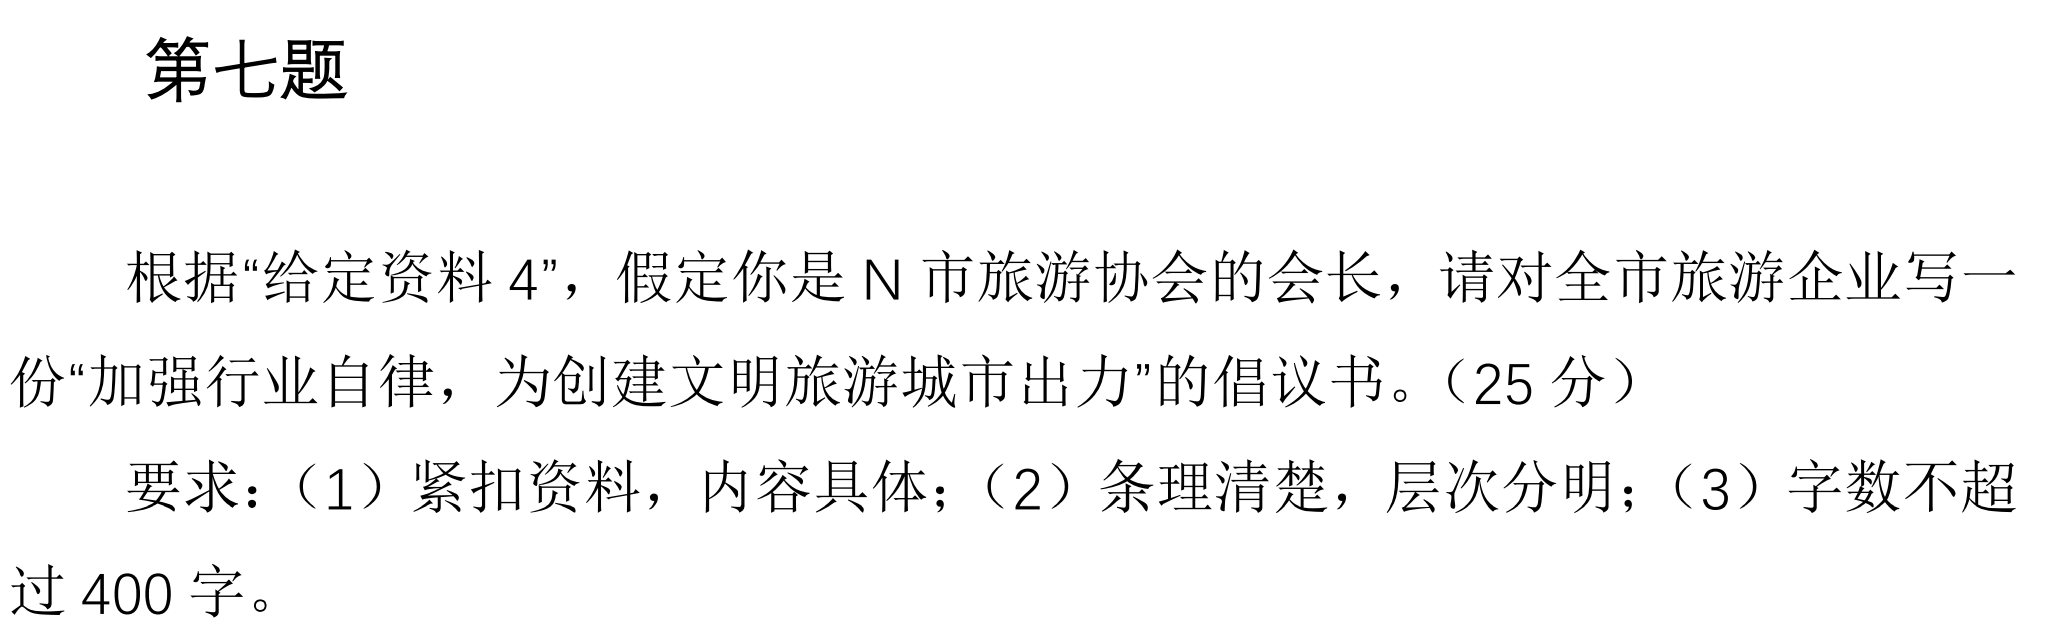 第七题
根据“给定资料 4”，假定你是 N 市旅游协会的会长，请对全市旅游企业写一
份“加强行业自律，为创建文明旅游城市出力”的倡议书。（25 分）
要求：（1）紧扣资料，内容具体；（2）条理清楚，层次分明；（3）字数不超
过 400 字。